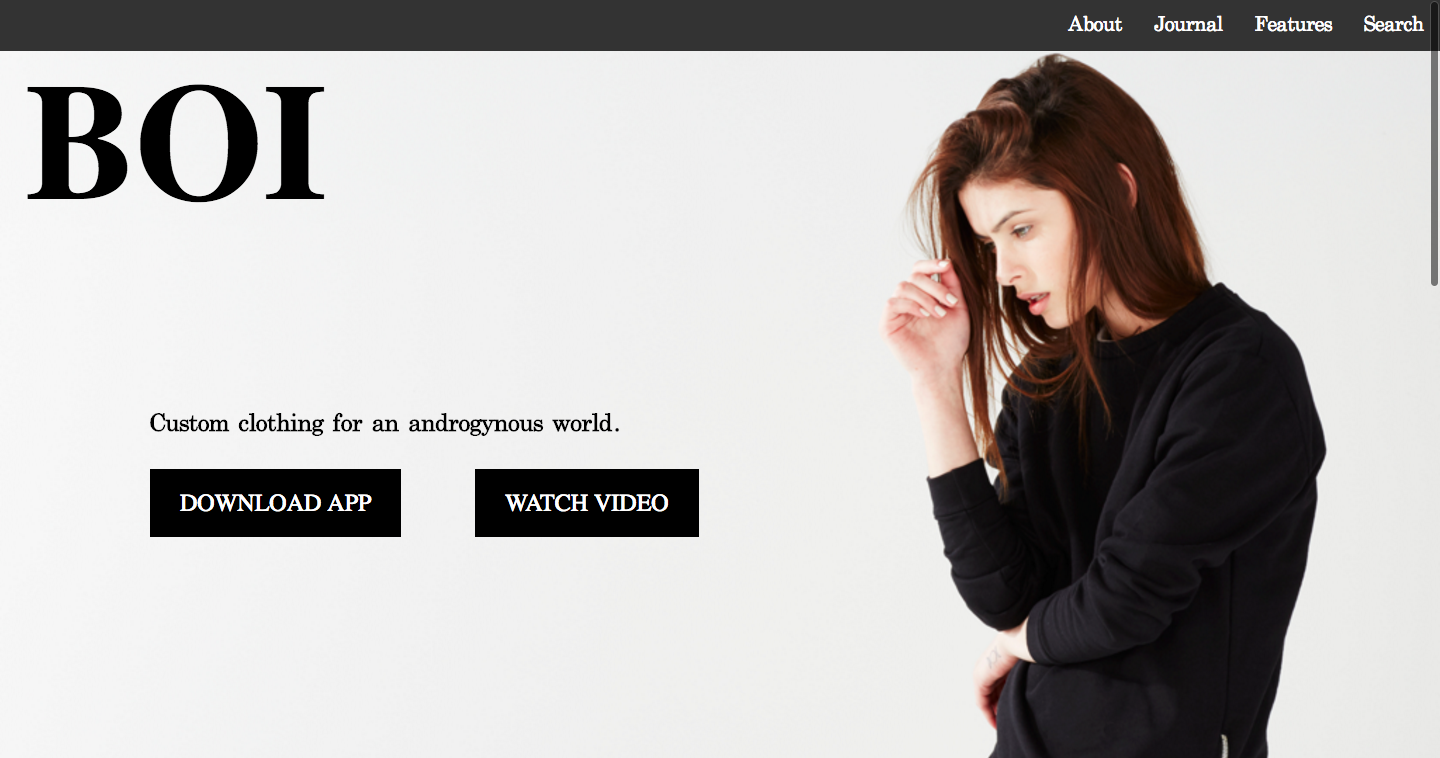 About Journal Features Search
BOI
Custom clothing for an androgynous world.
DOWNLOAD APP WATCH VIDEO